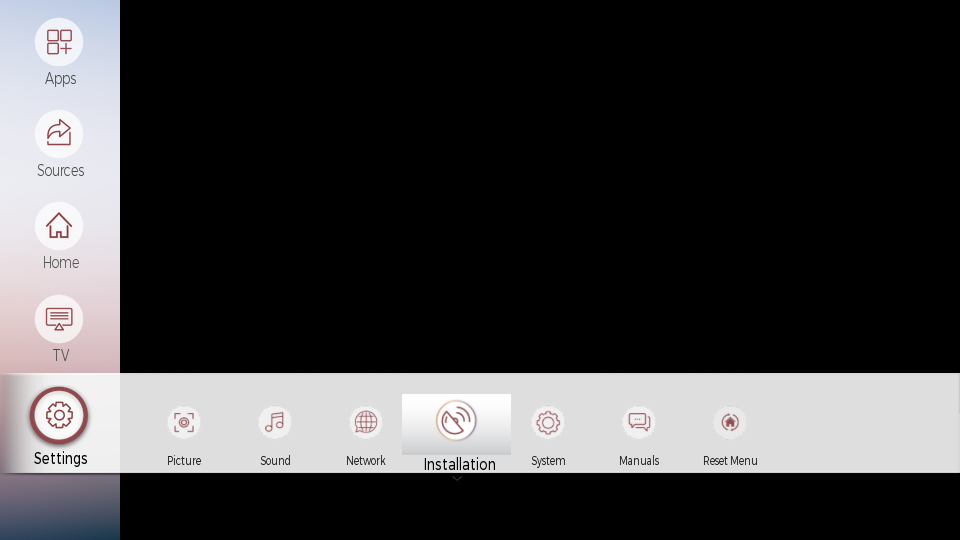 Apps
Sources
Home
TV
Settings
Picture
Sound
Network
Installation
System
Manuals
Reset Menu